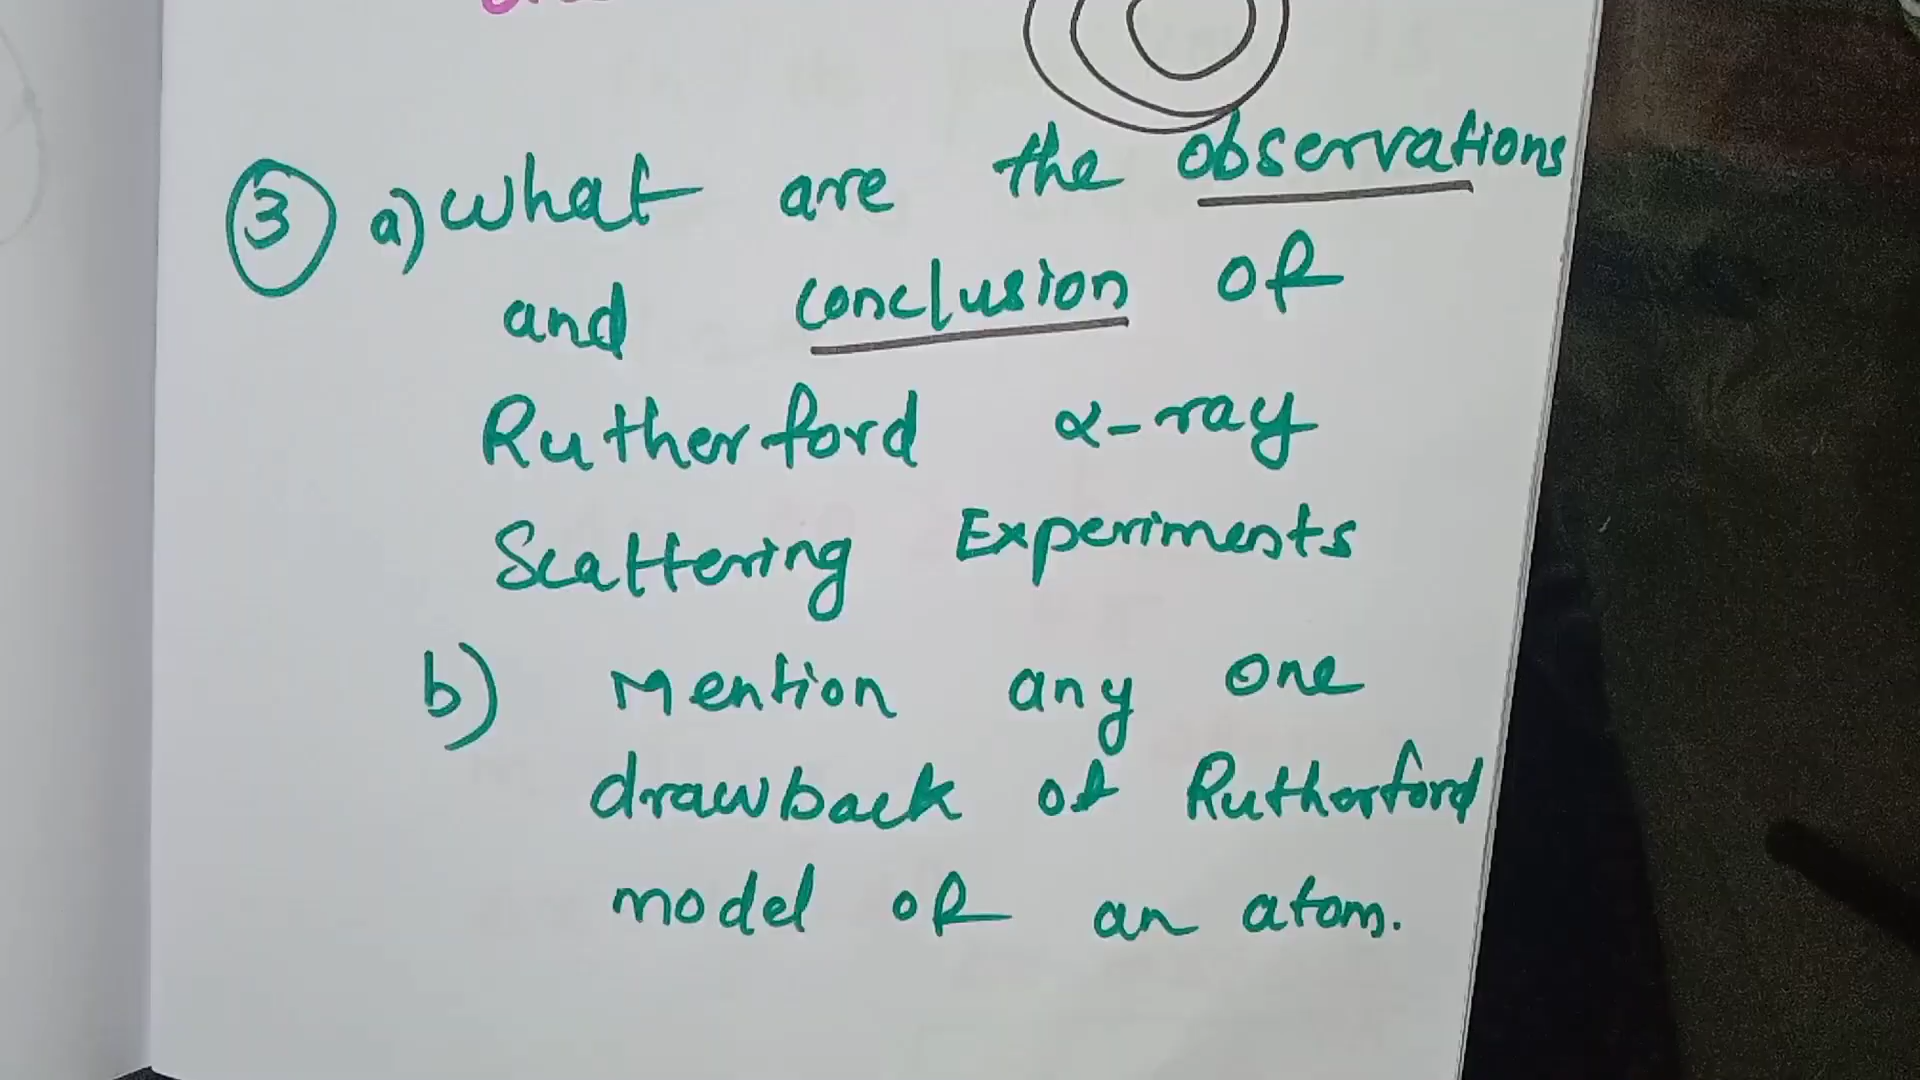 ③ a) What are the observations
and conclusion of
Rutherford α-ray
Scattering Experiments
b) Mention any one
drawback of Rutherford
model of an atom.